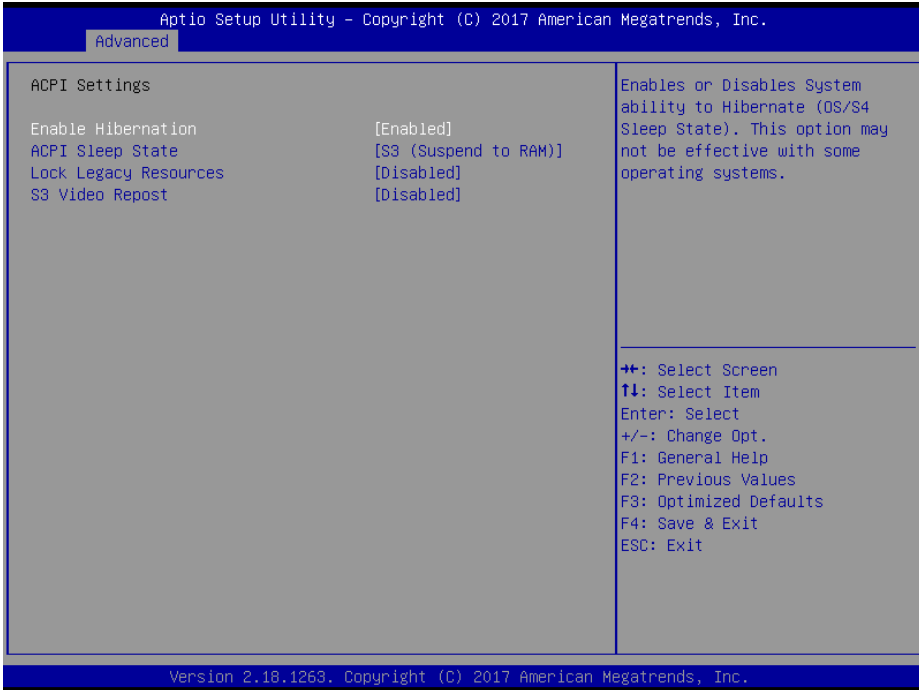 Aptio Setup Utility – Copyright (C) 2017 American Megatrends, Inc.
Advanced
ACPI Settings
Enable Hibernation [Enabled]
ACPI Sleep State [S3 (Suspend to RAM)]
Lock Legacy Resources [Disabled]
S3 Video Repost [Disabled]
Enables or Disables System
ability to Hibernate (OS/S4
Sleep State). This option may
not be effective with some
operating systems.
→←: Select Screen
↑↓: Select Item
Enter: Select
+/-: Change Opt.
F1: General Help
F2: Previous Values
F3: Optimized Defaults
F4: Save & Exit
ESC: Exit
Version 2.18.1263. Copyright (C) 2017 American Megatrends, Inc.